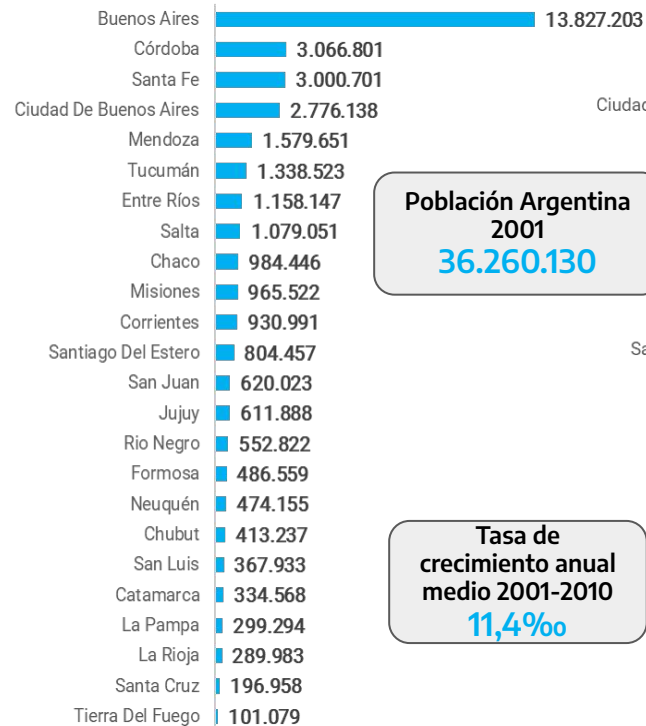 Buenos Aires 13.827.203
Córdoba 3.066.801
Santa Fe 3.000.701
Ciudad De Buenos Aires 2.776.138
Mendoza 1.579.651
Tucumán 1.338.523
Entre Ríos 1.158.147
Salta 1.079.051
Chaco 984.446
Misiones 965.522
Corrientes 930.991
Santiago Del Estero 804.457
San Juan 620.023
Jujuy 611.888
Rio Negro 552.822
Formosa 486.559
Neuquén 474.155
Chubut 413.237
San Luis 367.933
Catamarca 334.568
La Pampa 299.294
La Rioja 289.983
Santa Cruz 196.958
Tierra Del Fuego 101.079
Población Argentina
2001
36.260.130
Tasa de
crecimiento anual
medio 2001-2010
11,4‰
Ciudad
Sa